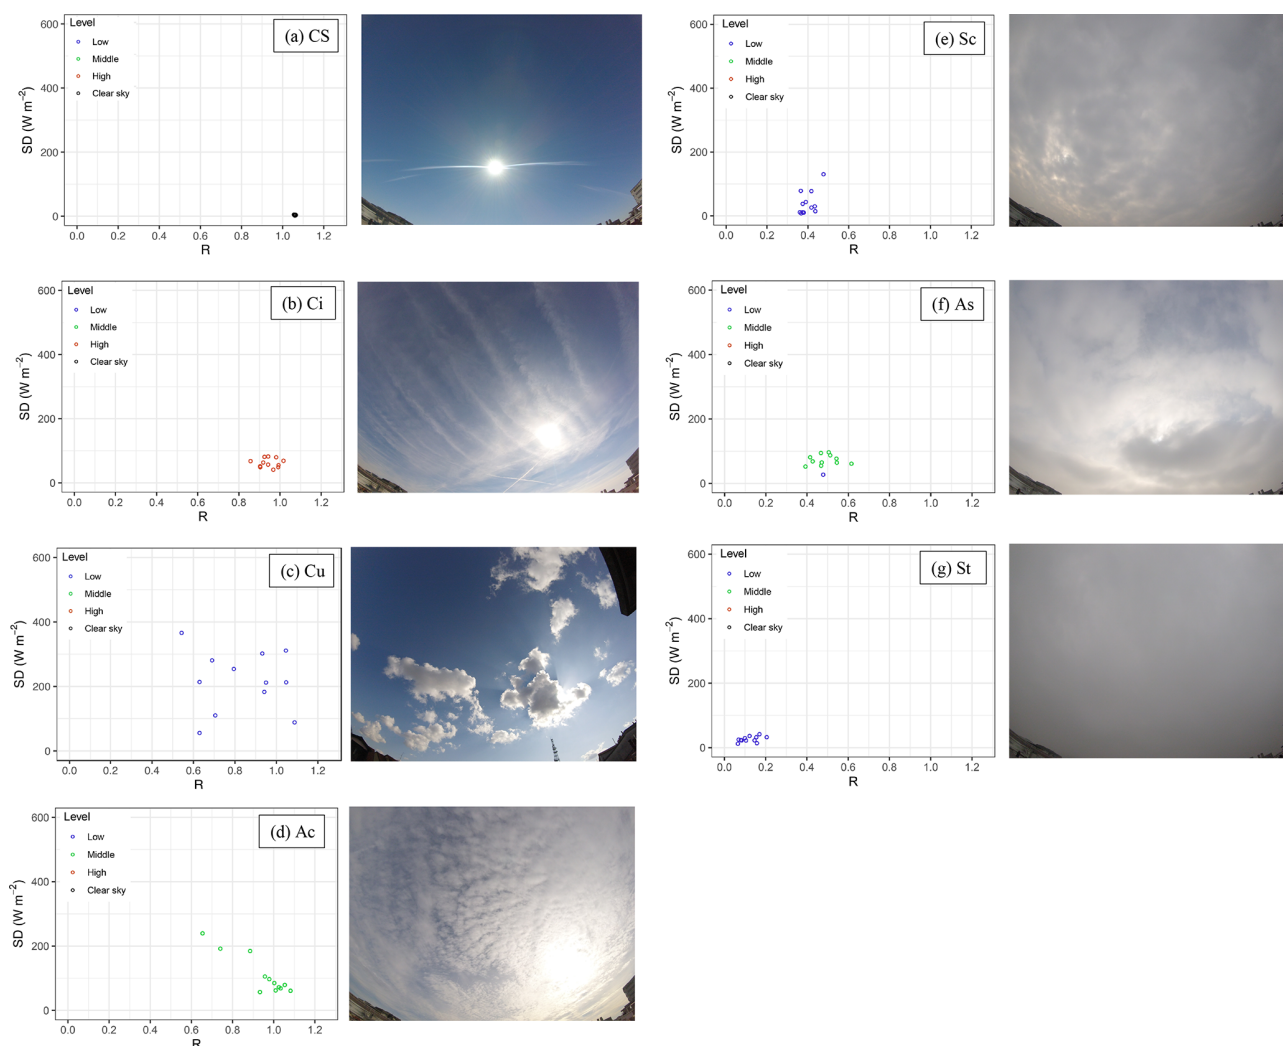 (a) CS
Level
Low
Middle
High
Clear sky
SD (W m−2)
600
400
200
0
0.0 0.2 0.4 0.6 0.8 1.0 1.2
R
(b) Ci
Level
Low
Middle
High
Clear sky
SD (W m−2)
600
400
200
0
0.0 0.2 0.4 0.6 0.8 1.0 1.2
R
(c) Cu
Level
Low
Middle
High
Clear sky
SD (W m−2)
600
400
200
0
0.0 0.2 0.4 0.6 0.8 1.0 1.2
R
(d) Ac
Level
Low
Middle
High
Clear sky
SD (W m−2)
600
400
200
0
0.0 0.2 0.4 0.6 0.8 1.0 1.2
R
(e) Sc
Level
Low
Middle
High
Clear sky
SD (W m−2)
600
400
200
0
0.0 0.2 0.4 0.6 0.8 1.0 1.2
R
(f) As
Level
Low
Middle
High
Clear sky
SD (W m−2)
600
400
200
0
0.0 0.2 0.4 0.6 0.8 1.0 1.2
R
(g) St
Level
Low
Middle
High
Clear sky
SD (W m−2)
600
400
200
0
0.0 0.2 0.4 0.6 0.8 1.0 1.2
R